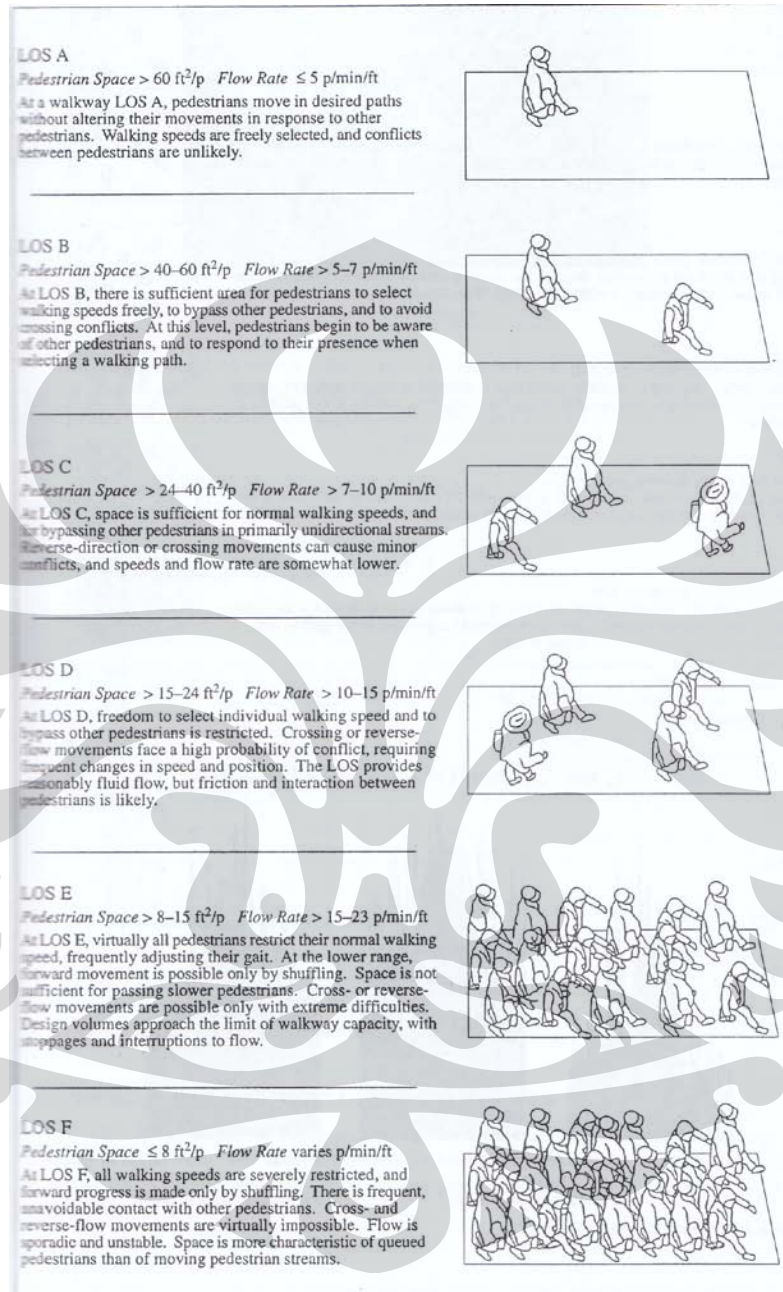 LOS A
Pedestrian Space > 60 ft²/p Flow Rate ≤ 5 p/min/ft
At a walkway LOS A, pedestrians move in desired paths
without altering their movements in response to other
pedestrians. Walking speeds are freely selected, and conflicts
between pedestrians are unlikely.
LOS B
Pedestrian Space > 40–60 ft²/p Flow Rate > 5–7 p/min/ft
At LOS B, there is sufficient area for pedestrians to select
walking speeds freely, to bypass other pedestrians, and to avoid
crossing conflicts. At this level, pedestrians begin to be aware
of other pedestrians, and to respond to their presence when
selecting a walking path.
LOS C
Pedestrian Space > 24–40 ft²/p Flow Rate > 7–10 p/min/ft
At LOS C, space is sufficient for normal walking speeds, and
for bypassing other pedestrians in primarily unidirectional streams.
Reverse-direction or crossing movements can cause minor
conflicts, and speeds and flow rate are somewhat lower.
LOS D
Pedestrian Space > 15–24 ft²/p Flow Rate > 10–15 p/min/ft
At LOS D, freedom to select individual walking speed and to
bypass other pedestrians is restricted. Crossing or reverse-
flow movements face a high probability of conflict, requiring
frequent changes in speed and position. The LOS provides
reasonably fluid flow, but friction and interaction between
pedestrians is likely.
LOS E
Pedestrian Space > 8–15 ft²/p Flow Rate > 15–23 p/min/ft
At LOS E, virtually all pedestrians restrict their normal walking
speed, frequently adjusting their gait. At the lower range,
forward movement is possible only by shuffling. Space is not
sufficient for passing slower pedestrians. Cross- or reverse-
flow movements are possible only with extreme difficulties.
Design volumes approach the limit of walkway capacity, with
stoppages and interruptions to flow.
LOS F
Pedestrian Space ≤ 8 ft²/p Flow Rate varies p/min/ft
At LOS F, all walking speeds are severely restricted, and
forward progress is made only by shuffling. There is frequent,
unavoidable contact with other pedestrians. Cross- and
reverse-flow movements are virtually impossible. Flow is
sporadic and unstable. Space is more characteristic of queued
pedestrians than of moving pedestrian streams.